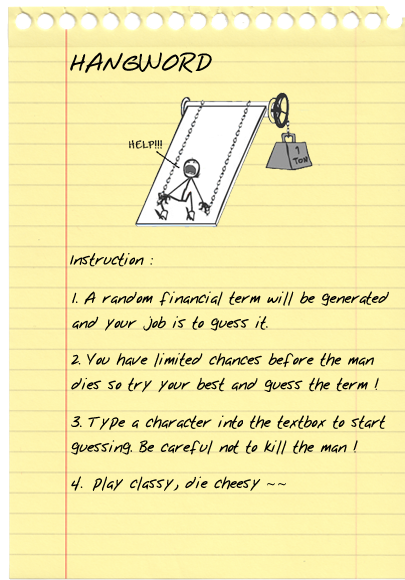 HANGWORD
HELP!!!
1
TON
Instruction :
1. A random financial term will be generated
and your job is to guess it.
2. You have limited chances before the man
dies so try your best and guess the term !
3. Type a character into the textbox to start
guessing. Be careful not to kill the man !
4. Play classy, die cheesy ~~